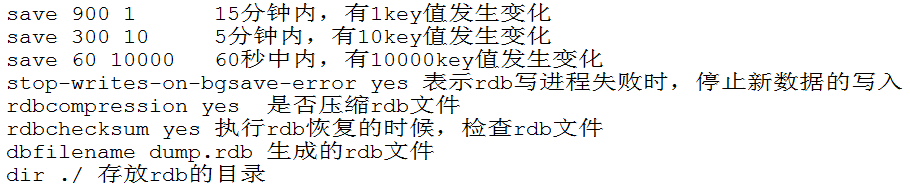 save 900 1     15分钟内，有1key值发生变化
save 300 10    5分钟内，有10key值发生变化
save 60 10000   60秒中内，有10000key值发生变化
stop-writes-on-bgsave-error yes 表示rdb写进程失败时，停止新数据的写入
rdbcompression yes  是否压缩rdb文件
rdbchecksum yes 执行rdb恢复的时候，检查rdb文件
dbfilename dump.rdb 生成的rdb文件
dir ./ 存放rdb的目录